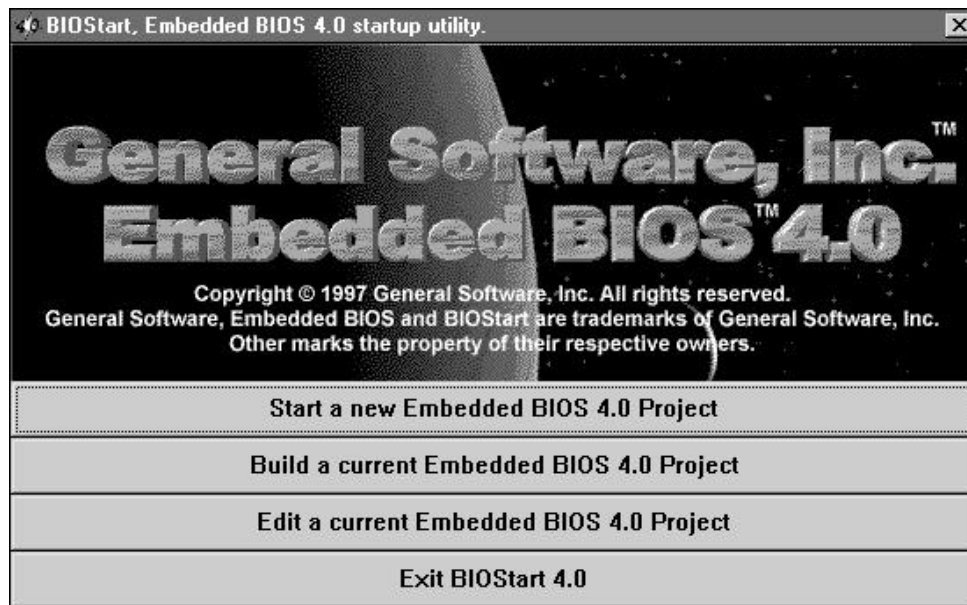 BIOStart, Embedded BIOS 4.0 startup utility.
General Software, Inc.™
Embedded BIOS™ 4.0
Copyright © 1997 General Software, Inc. All rights reserved.
General Software, Embedded BIOS and BIOStart are trademarks of General Software, Inc.
Other marks the property of their respective owners.
Start a new Embedded BIOS 4.0 Project
Build a current Embedded BIOS 4.0 Project
Edit a current Embedded BIOS 4.0 Project
Exit BIOStart 4.0